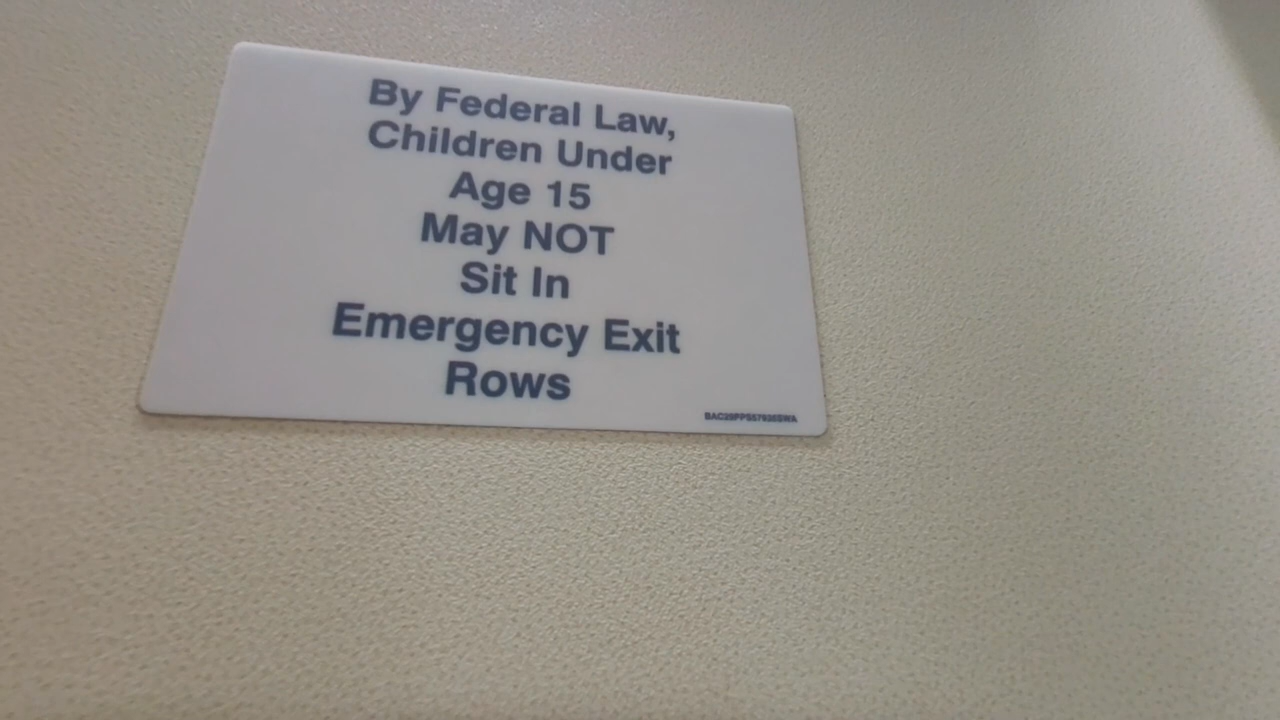 By Federal Law,
Children Under
Age 15
May NOT
Sit In
Emergency Exit
Rows